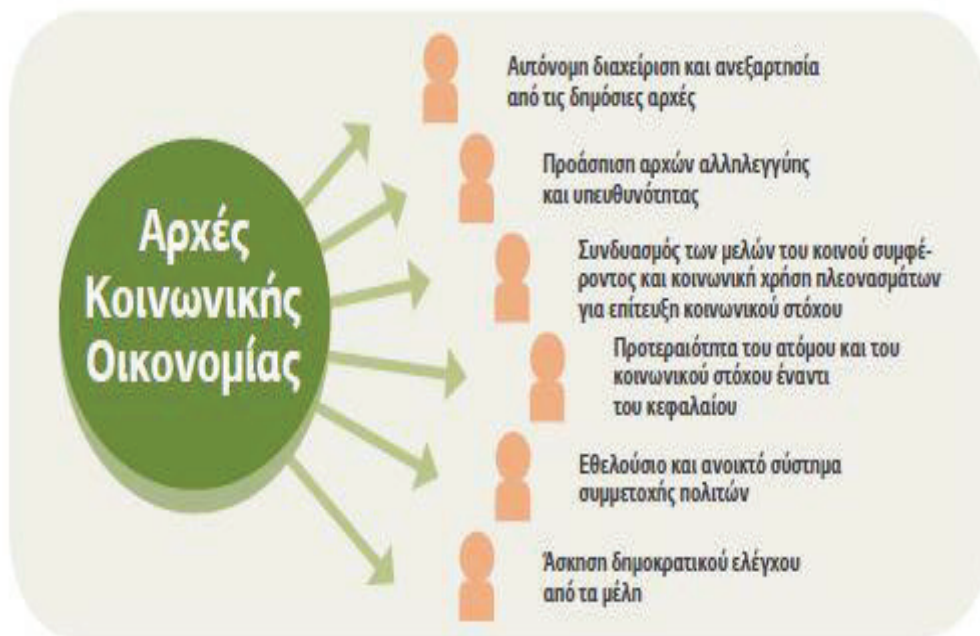 Αρχές
Κοινωνικής
Οικονομίας
Αυτόνομη διαχείριση και ανεξαρτησία
από τις δημόσιες αρχές
Προάσπιση αρχών αλληλεγγύης
και υπευθυνότητας
Συνδυασμός των μελών του κοινού συμφέ-
ροντος και κοινωνική χρήση πλεονασμάτων
για επίτευξη κοινωνικού στόχου
Προτεραιότητα του ατόμου και του
κοινωνικού στόχου έναντι
του κεφαλαίου
Εθελούσιο και ανοικτό σύστημα
συμμετοχής πολιτών
Άσκηση δημοκρατικού ελέγχου
από τα μέλη